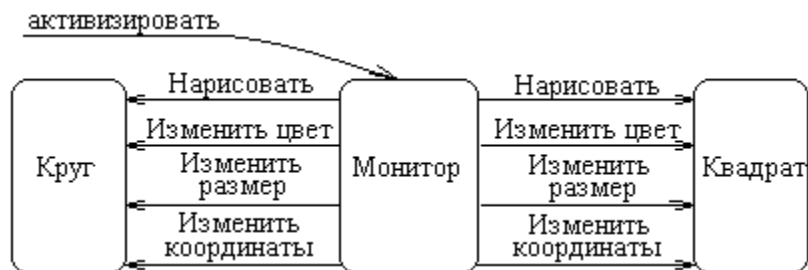 активизировать
Нарисовать
Нарисовать
Изменить цвет
Изменить цвет
Круг
Изменить
размер
Монитор
Изменить
размер
Квадрат
Изменить
координаты
Изменить
координаты